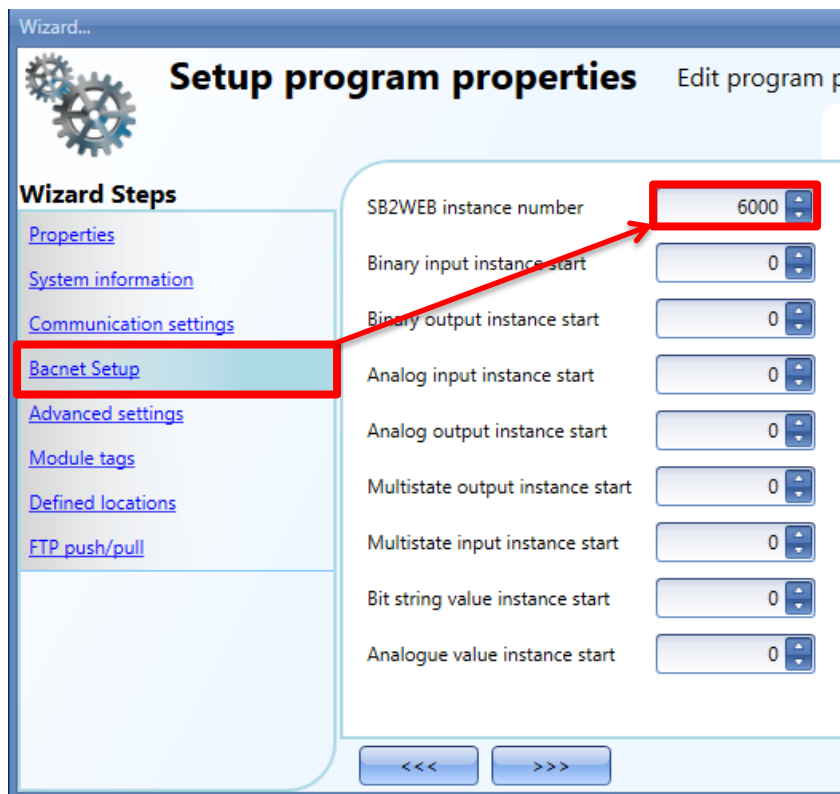 Wizard...
Setup program properties
Edit program
Wizard Steps
Properties
System information
Communication settings
Bacnet Setup
Advanced settings
Module tags
Defined locations
FTP push/pull
SB2WEB instance number 6000
Binary input instance start 0
Binary output instance start 0
Analog input instance start 0
Analog output instance start 0
Multistate output instance start 0
Multistate input instance start 0
Bit string value instance start 0
Analogue value instance start 0
<<< >>>